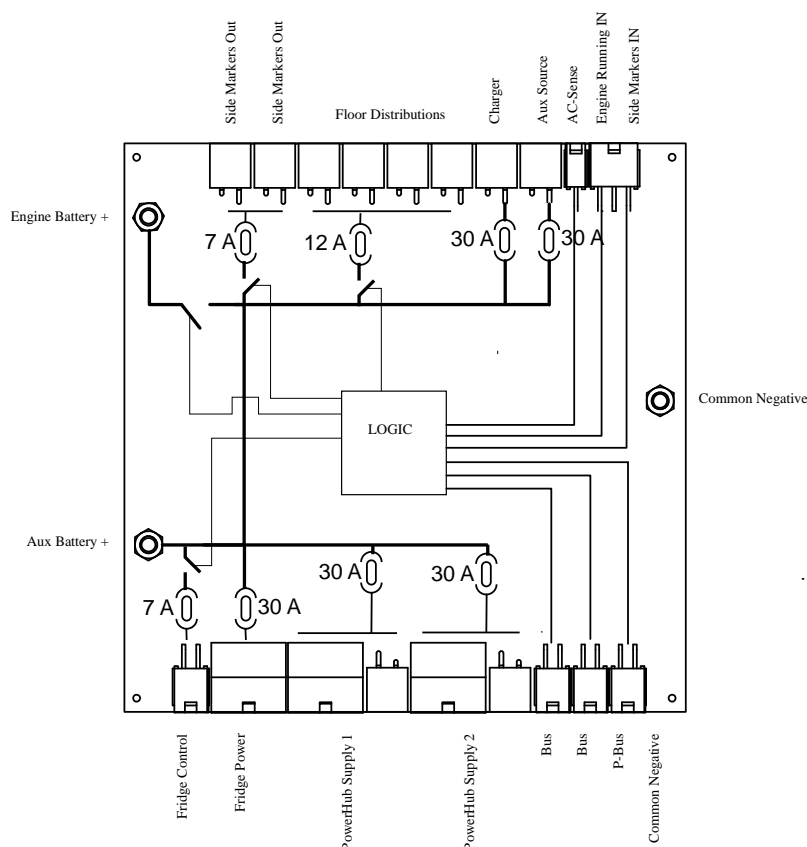 Side Markers Out
Side Markers Out
Floor Distributions
Charger
Aux Source
AC-Sense
Engine Running IN
Side Markers IN
Engine Battery +
7 A
12 A
30 A
30 A
Common Negative
LOGIC
Aux Battery +
30 A
30 A
7 A
30 A
Fridge Control
Fridge Power
PowerHub Supply 1
PowerHub Supply 2
Bus
Bus
P-Bus
Common Negative